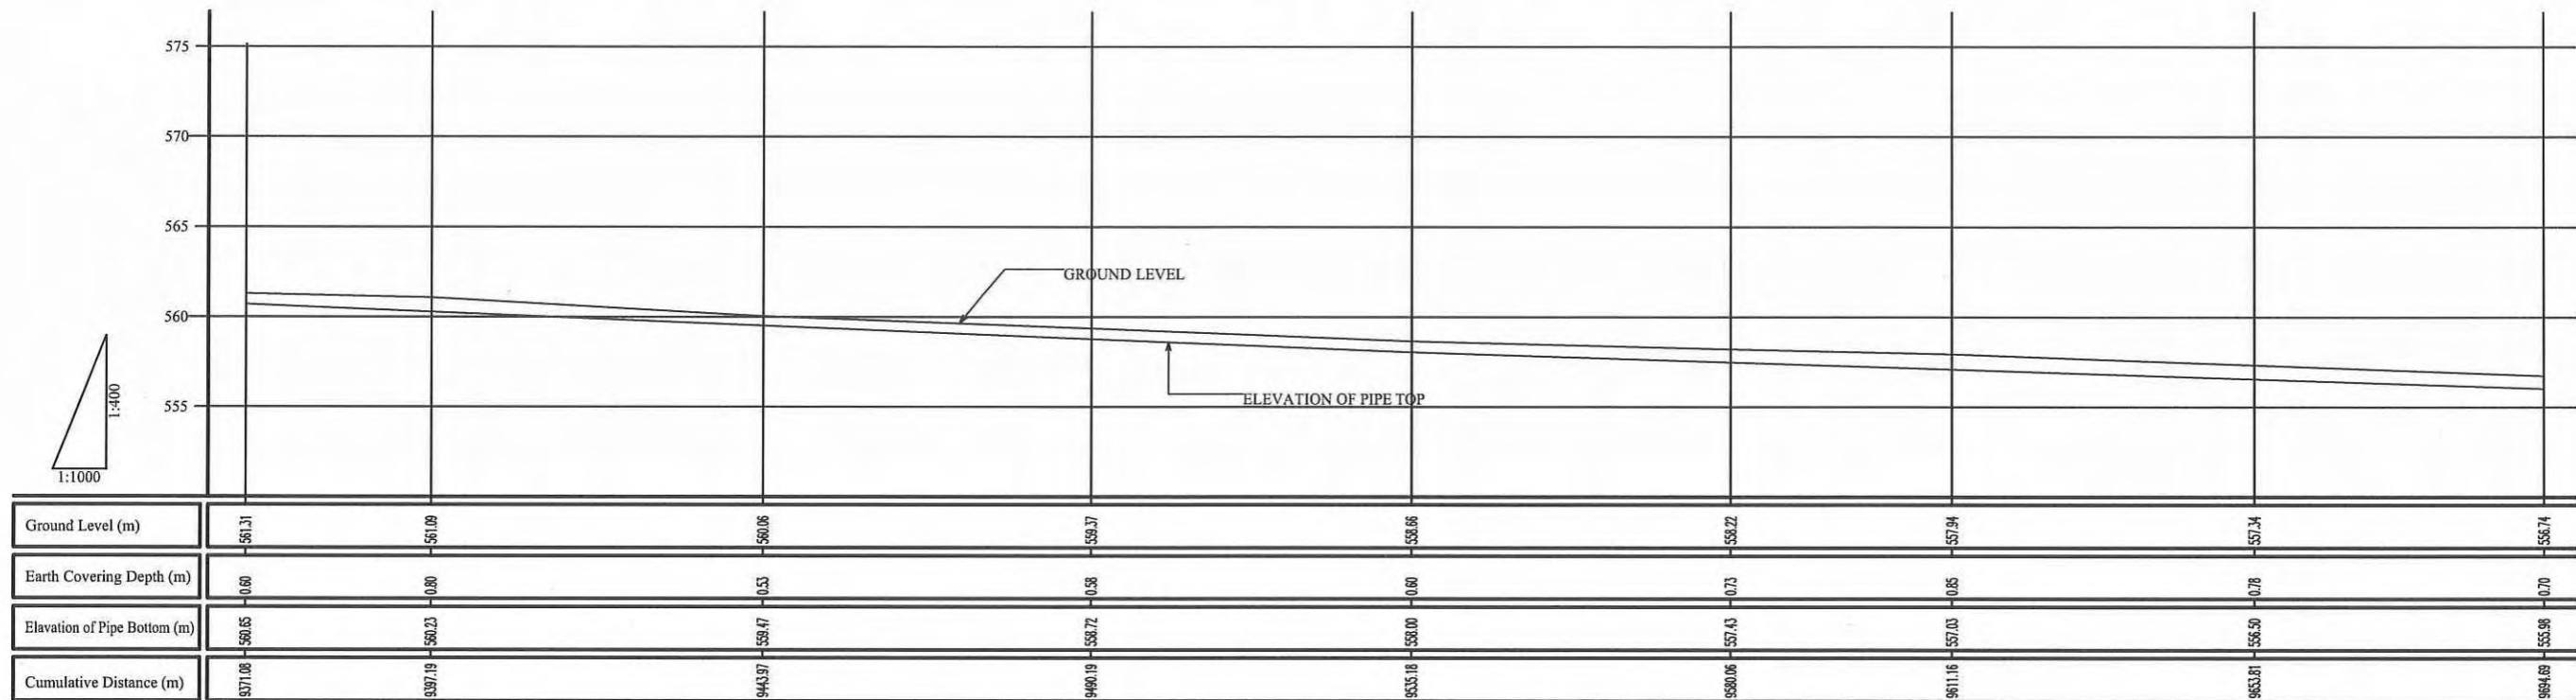 575
570
565
GROUND LEVEL
560
1:400
555
ELEVATION OF PIPE TOP
1:1000
Ground Level (m) 561.31 561.09 560.06 559.37 558.66 558.22 557.94 557.34 556.74
Earth Covering Depth (m) 0.60 0.80 0.53 0.58 0.60 0.73 0.85 0.78 0.70
Elavation of Pipe Bottom (m) 560.65 560.23 559.47 558.72 558.00 557.43 557.03 556.50 555.98
Cumulative Distance (m) 9371.08 9397.19 9443.97 9490.19 9535.18 9580.06 9611.16 9653.81 9694.69